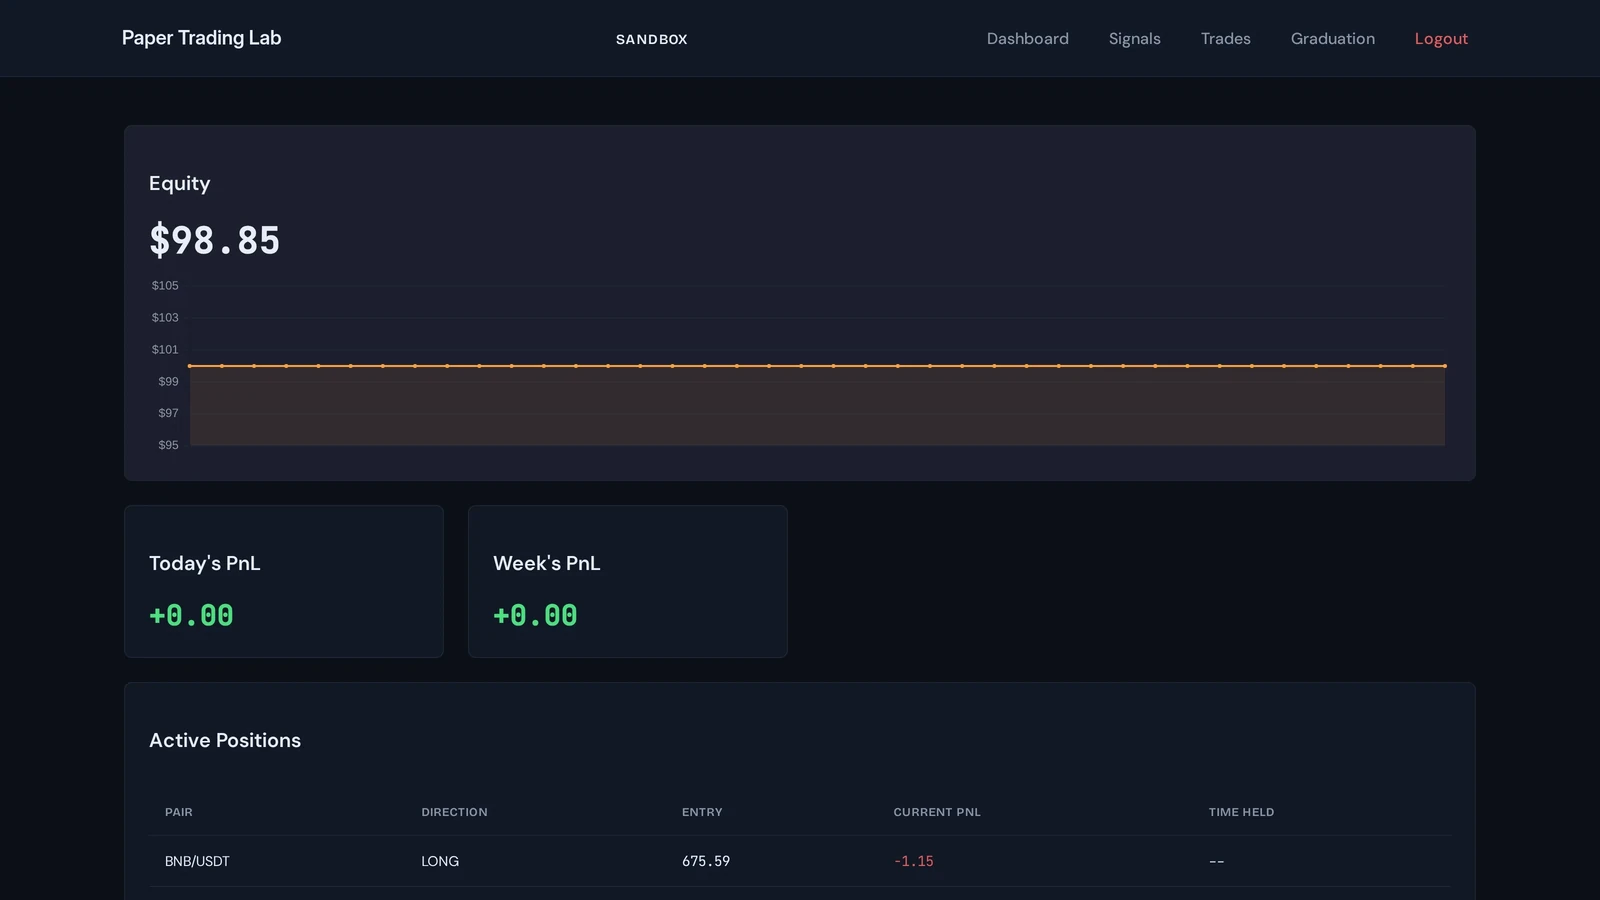 Paper Trading Lab
SANDBOX
Dashboard Signals Trades Graduation Logout
Equity
$98.85
$105
$103
$101
$99
$97
$95
Today's PnL
+0.00
Week's PnL
+0.00
Active Positions
PAIR DIRECTION ENTRY CURRENT PNL TIME HELD
BNB/USDT LONG 675.59 -1.15 --